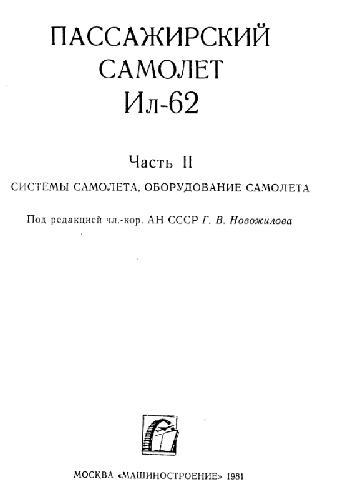 ПАССАЖИРСКИЙ
САМОЛЕТ
Ил-62
Часть II
СИСТЕМЫ САМОЛЕТА, ОБОРУДОВАНИЕ САМОЛЕТА
Под редакцией чл.-кор. АН СССР Г. В. Новожилова
МОСКВА «МАШИНОСТРОЕНИЕ» 1981